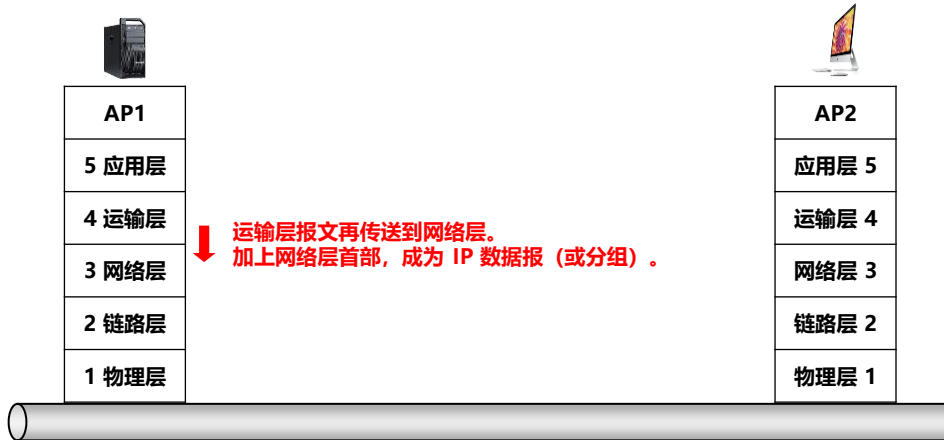 AP1
5 应用层
4 运输层
3 网络层
2 链路层
1 物理层
运输层报文再传送到网络层。
加上网络层首部，成为 IP 数据报（或分组）。
AP2
应用层 5
运输层 4
网络层 3
链路层 2
物理层 1